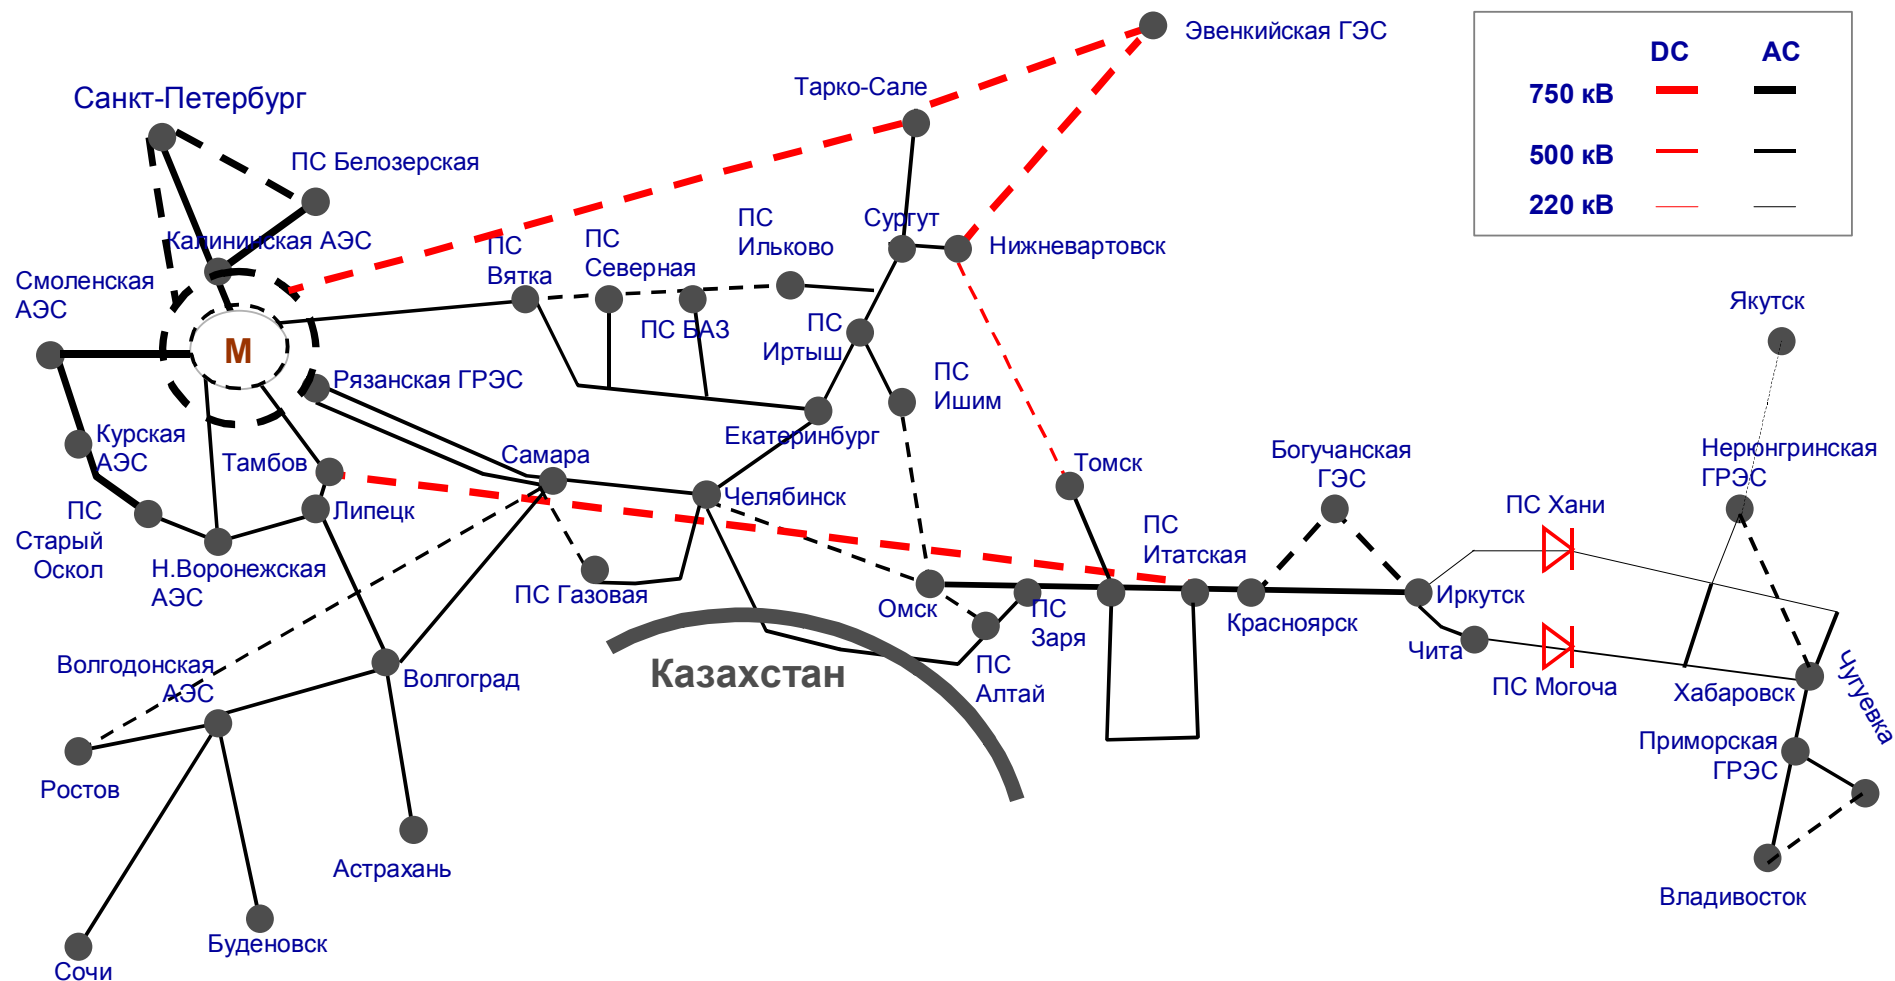 Эвенкийская ГЭС
DC AC
750 кВ
500 кВ
220 кВ
Тарко-Сале
Санкт-Петербург
ПС Белозерская
Калининская АЭС
Смоленская
АЭС
ПС
Вятка
ПС
Северная
ПС
Ильково
Сургут
Нижневартовск
ПС БАЗ
ПС
Иртыш
М
Рязанская ГРЭС
ПС
Ишим
Якутск
Курская
АЭС
Тамбов
Самара
Екатеринбург
Томск
Богучанская
ГЭС
Нерюнгринская
ГРЭС
ПС
Старый
Оскол
Липецк
Челябинск
ПС
Итатская
ПС Хани
Н.Воронежская
АЭС
ПС Газовая
Омск
ПС
Заря
Красноярск
Иркутск
Чита
Казахстан
ПС
Алтай
ПС Могоча
Хабаровск
Чугуевка
Волгодонская
АЭС
Волгоград
Приморская
ГРЭС
Ростов
Астрахань
Владивосток
Буденовск
Сочи